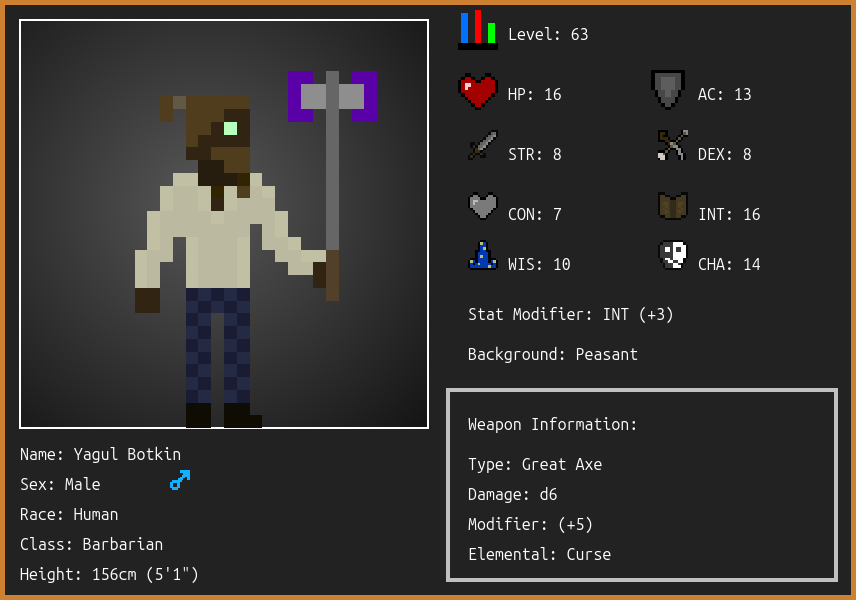 Level: 63
HP: 16
AC: 13
STR: 8
DEX: 8
CON: 7
INT: 16
WIS: 10
CHA: 14
Stat Modifier: INT (+3)
Background: Peasant
Weapon Information:
Type: Great Axe
Damage: d6
Modifier: (+5)
Elemental: Curse
Name: Yagul Botkin
Sex: Male
Race: Human
Class: Barbarian
Height: 156cm (5'1")